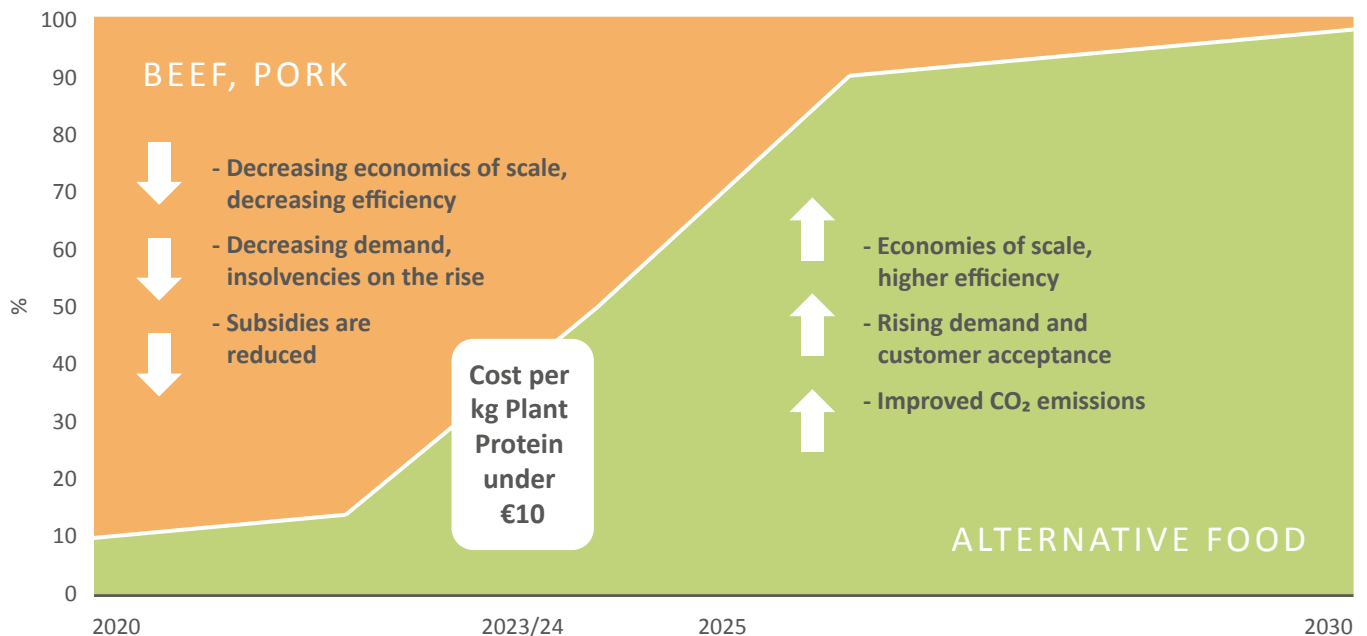 100
90
80
70
60
50
40
30
20
10
0
%
BEEF, PORK
- Decreasing economics of scale,
decreasing efficiency
- Decreasing demand,
insolvencies on the rise
- Subsidies are
reduced
Cost per
kg Plant
Protein
under
€10
- Economies of scale,
higher efficiency
- Rising demand and
customer acceptance
- Improved CO₂ emissions
ALTERNATIVE FOOD
2020
2023/24
2025
2030